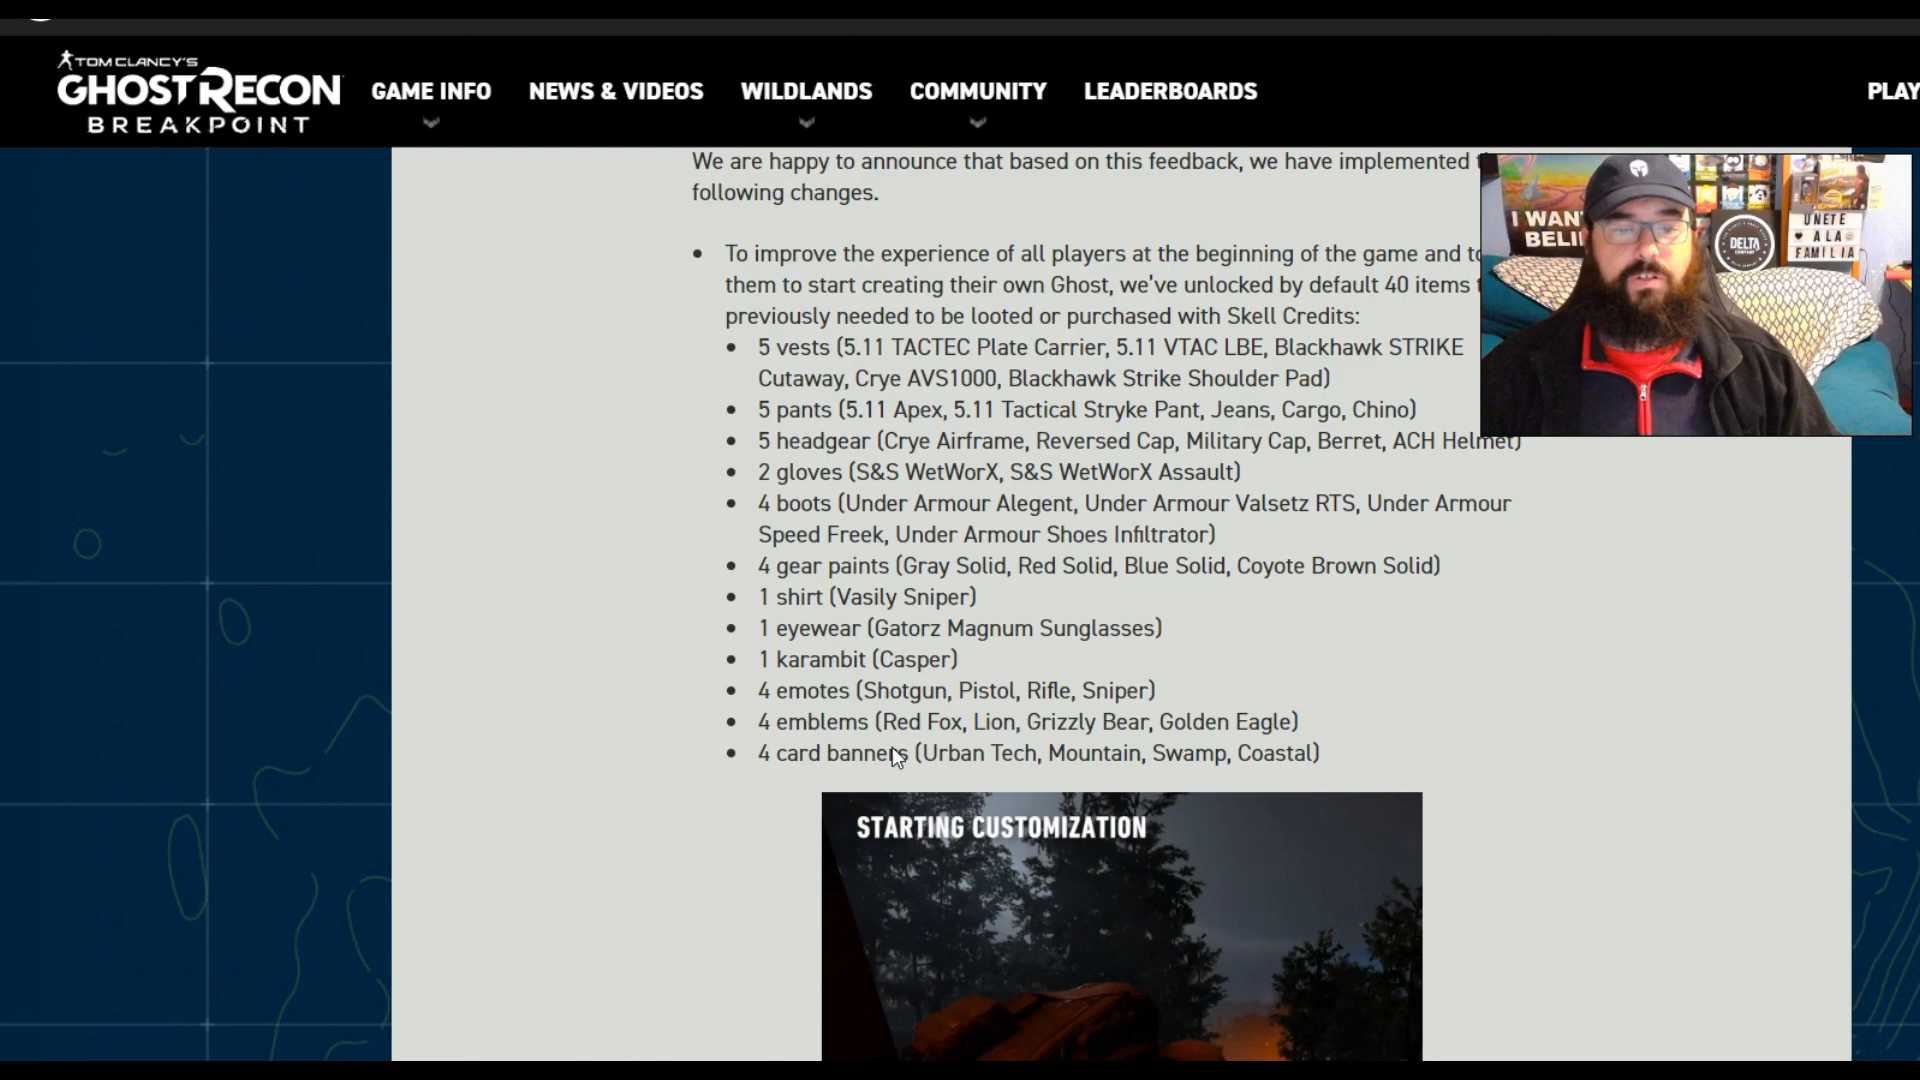 TOM CLANCY'S
GHOST RECON
BREAKPOINT
GAME INFO
NEWS & VIDEOS
WILDLANDS
COMMUNITY
LEADERBOARDS
PLAY
We are happy to announce that based on this feedback, we have implemented
following changes.
To improve the experience of all players at the beginning of the game and
them to start creating their own Ghost, we've unlocked by default 40 items
previously needed to be looted or purchased with Skell Credits:
5 vests (5.11 TACTEC Plate Carrier, 5.11 VTAC LBE, Blackhawk STRIKE
Cutaway, Crye AVS1000, Blackhawk Strike Shoulder Pad)
5 pants (5.11 Apex, 5.11 Tactical Stryke Pant, Jeans, Cargo, Chino)
5 headgear (Crye Airframe, Reversed Cap, Military Cap, Berret, ACH Helmet)
2 gloves (S&S WetWorX, S&S WetWorX Assault)
4 boots (Under Armour Alegent, Under Armour Valsetz RTS, Under Armour
Speed Freek, Under Armour Shoes Infiltrator)
4 gear paints (Gray Solid, Red Solid, Blue Solid, Coyote Brown Solid)
1 shirt (Vasily Sniper)
1 eyewear (Gatorz Magnum Sunglasses)
1 karambit (Casper)
4 emotes (Shotgun, Pistol, Rifle, Sniper)
4 emblems (Red Fox, Lion, Grizzly Bear, Golden Eagle)
4 card banners (Urban Tech, Mountain, Swamp, Coastal)
STARTING CUSTOMIZATION
I WAN
BELI
DELTA
UNETE
A LA
FAMILIA